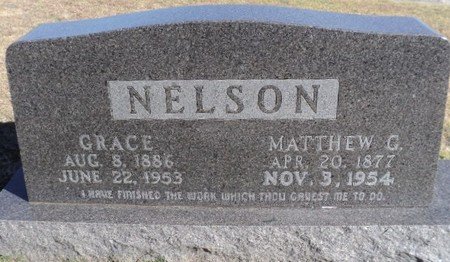 NELSON
GRACE MATTHEW G.
AUG. 8, 1886 APR. 20, 1877
JUNE 22, 1953 NOV. 3, 1954
I HAVE FINISHED THE WORK WHICH THOU GAVEST ME TO DO.